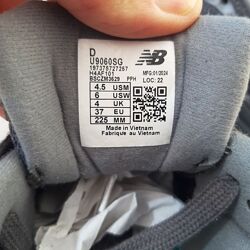 D
U9060SG
197375727267
H4AF101
BSCZM3629 PPH
NB
MFG:01/2024
LOC: 22
4.5 USM
6 USW
4 UK
37 EU
225 MM
Made in Vietnam
Fabriqué au Vietnam